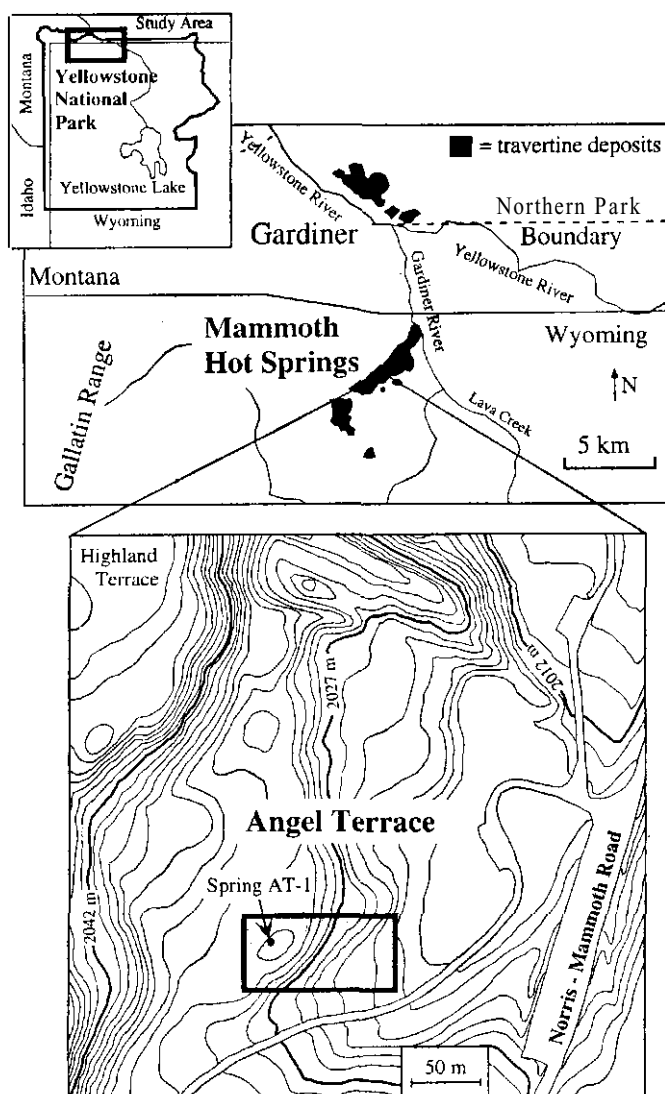 Study Area
Montana
Yellowstone
National
Park
Yellowstone Lake
Idaho
Wyoming
■ = travertine deposits
Yellowstone River
Northern Park
Gardiner
Boundary
Yellowstone River
Gardiner River
Montana
Wyoming
Mammoth
Hot Springs
Gallatin Range
N
Lava Creek
5 km
Highland
Terrace
2027 m
2012 m
Angel Terrace
Spring AT-1
2042 m
Norris - Mammoth Road
50 m